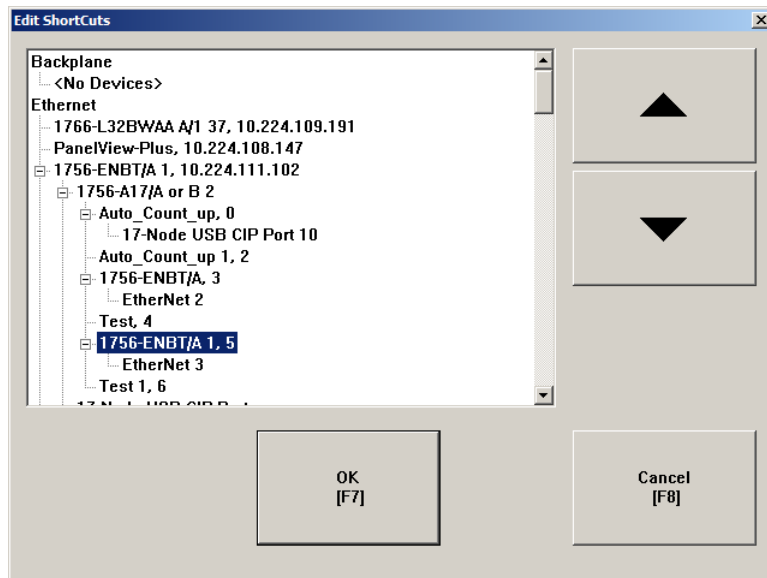 Edit ShortCuts
Backplane
<No Devices>
Ethernet
1766-L32BWAA A/1 37, 10.224.109.191
PanelView-Plus, 10.224.108.147
1756-ENBT/A 1, 10.224.111.102
1756-A17/A or B 2
Auto_Count_up, 0
17-Node USB CIP Port 10
Auto_Count_up 1, 2
1756-ENBT/A, 3
EtherNet 2
Test, 4
1756-ENBT/A 1, 5
EtherNet 3
Test 1, 6
OK
[F7]
Cancel
[F8]